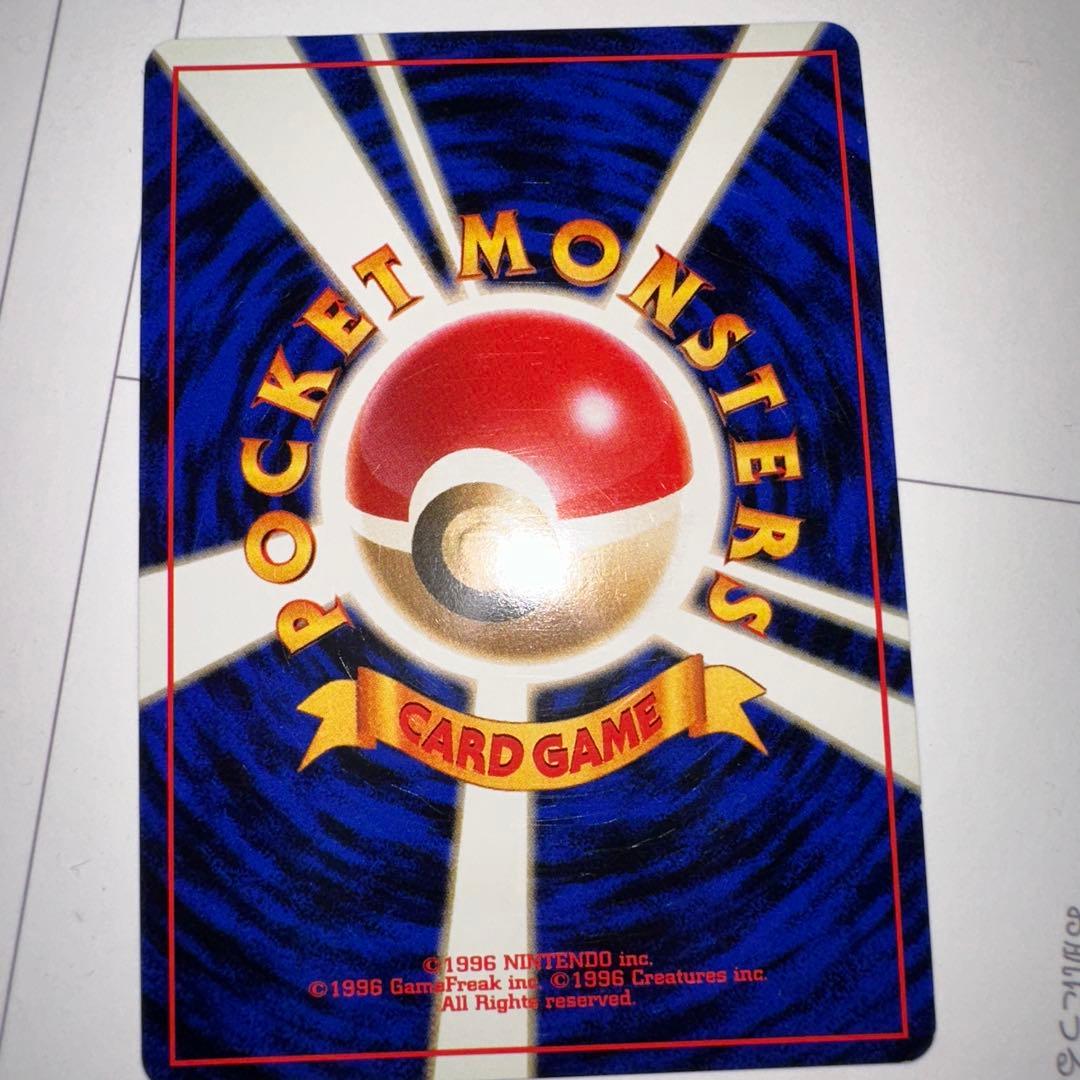 POCKET MONSTERS
CARD GAME
©1996 NINTENDO inc.
©1996 GameFreak inc. ©1996 Creatures inc.
All Rights reserved.